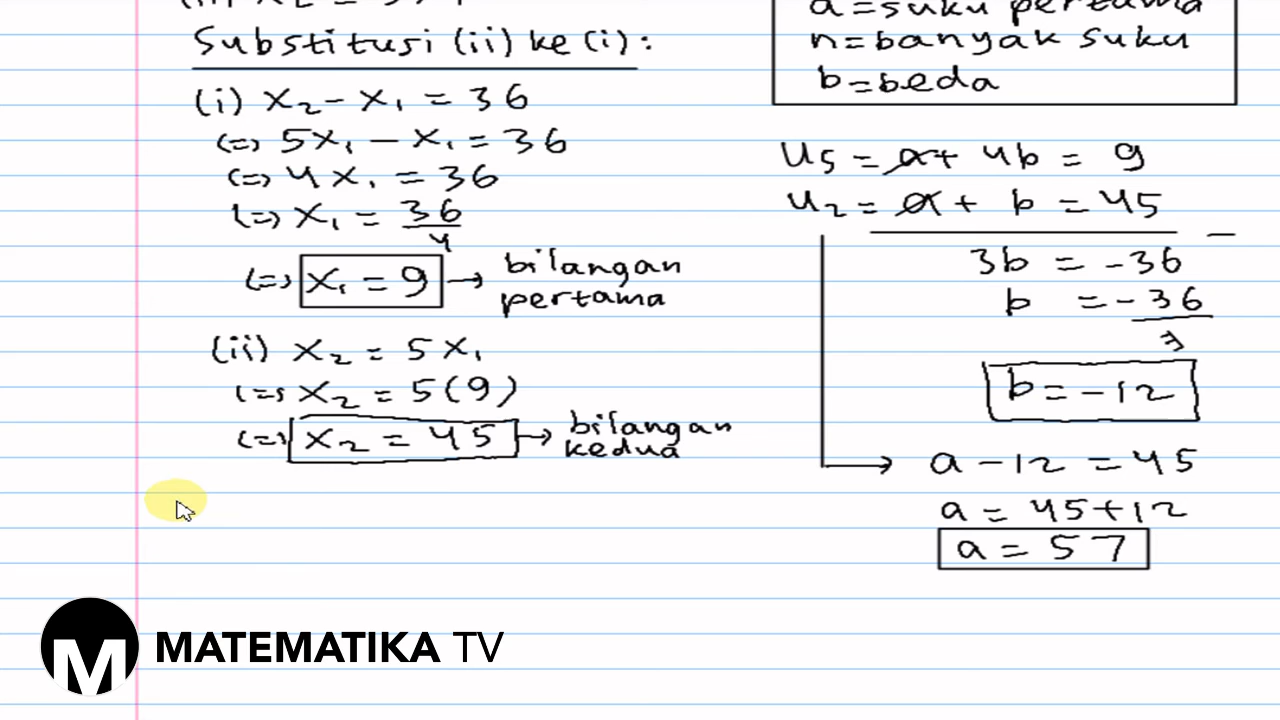 Substitusi (ii) ke (i) :
(i) x₂ - x₁ = 36
<=> 5x₁ - x₁ = 36
<=> 4x₁ = 36
<=> x₁ = 36/4
<=> x₁ = 9 → bilangan pertama
(ii) x₂ = 5x₁
<=> x₂ = 5(9)
<=> x₂ = 45 → bilangan kedua
a = suku pertama
n = banyak suku
b = beda
U₅ = a + 4b = 9
U₂ = a + b = 45 -
3b = -36
b = -36/3
b = -12
a - 12 = 45
a = 45 + 12
a = 57
M MATEMATIKA TV